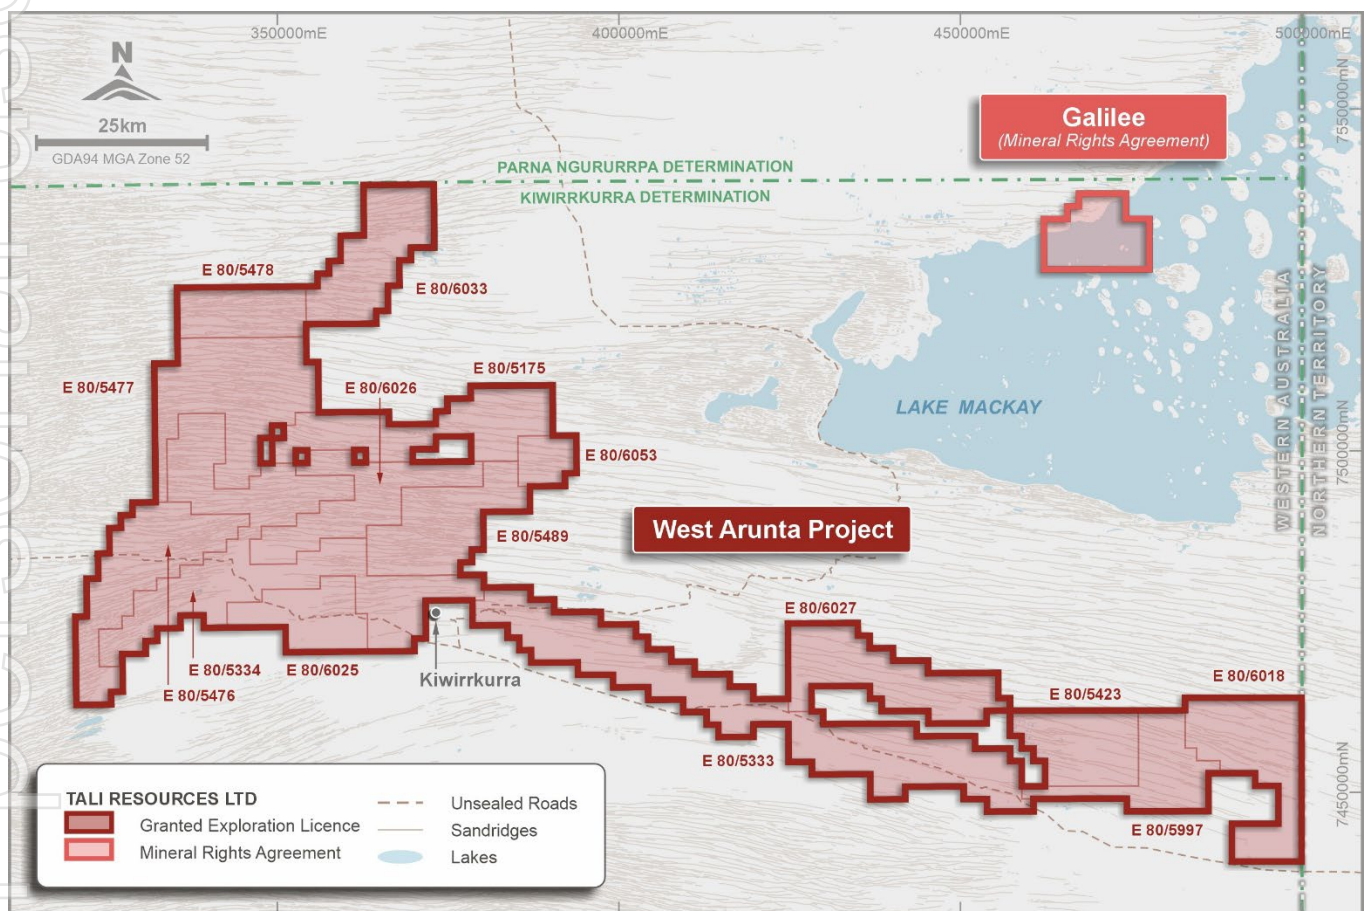 350000mE
400000mE
450000mE
500000mE
N
25km
GDA94 MGA Zone 52
Galilee
(Mineral Rights Agreement)
7550000mN
PARNA NGURURRPA DETERMINATION
KIWIRRKURRA DETERMINATION
E 80/5478
E 80/6033
E 80/5477
E 80/6026
E 80/5175
LAKE MACKAY
WESTERN AUSTRALIA
NORTHERN TERRITORY
E 80/6053
7500000mN
West Arunta Project
E 80/5489
E 80/6027
E 80/5334
E 80/6025
E 80/5476
Kiwirrkurra
E 80/5423
E 80/6018
E 80/5333
7450000mN
E 80/5997
TALI RESOURCES LTD
Granted Exploration Licence
Mineral Rights Agreement
Unsealed Roads
Sandridges
Lakes